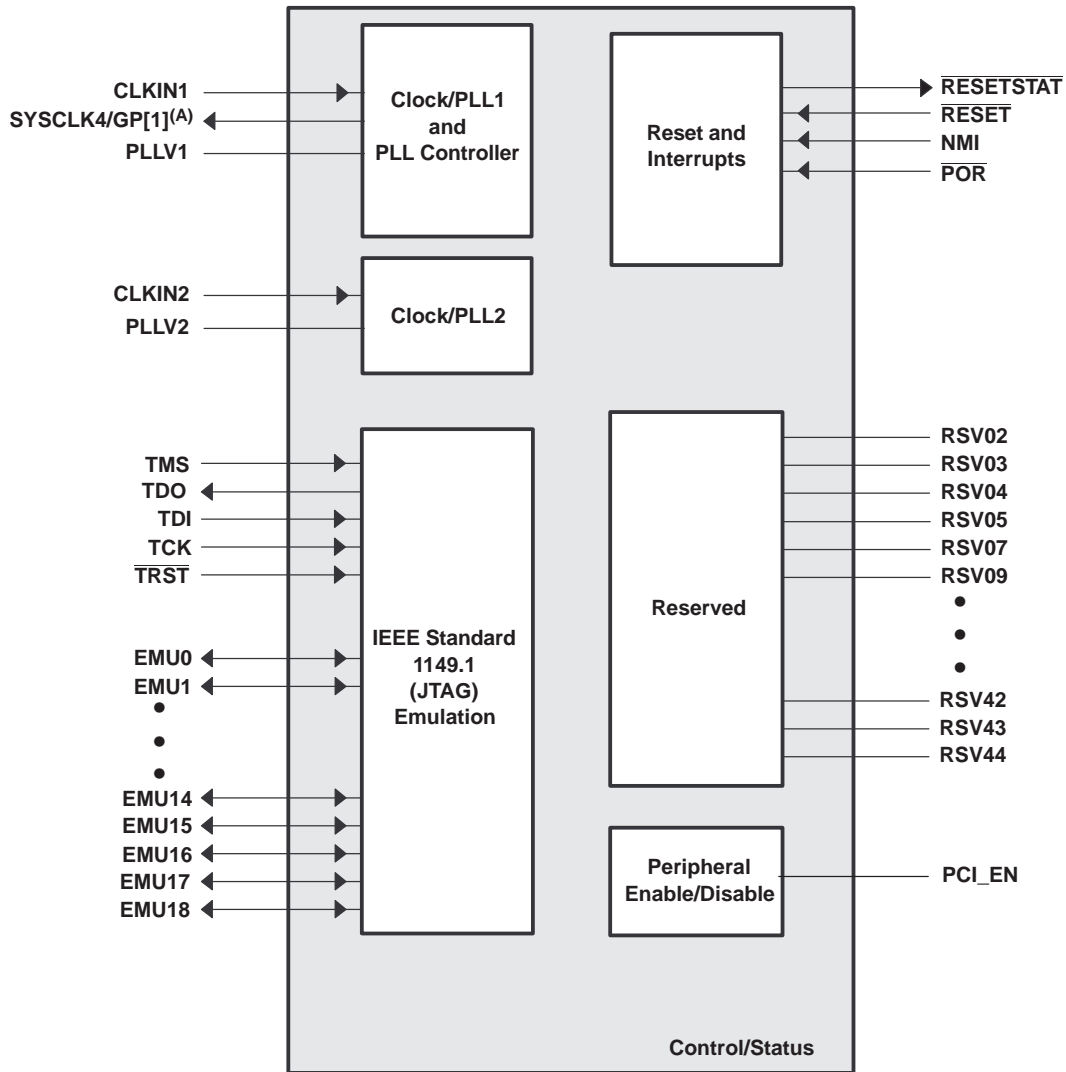 CLKIN1
SYSCLK4/GP[1](A)
PLLV1
Clock/PLL1
and
PLL Controller
CLKIN2
PLLV2
Clock/PLL2
TMS
TDO
TDI
TCK
TRST
EMU0
EMU1
EMU14
EMU15
EMU16
EMU17
EMU18
IEEE Standard
1149.1
(JTAG)
Emulation
Reset and
Interrupts
RESETSTAT
RESET
NMI
POR
Reserved
RSV02
RSV03
RSV04
RSV05
RSV07
RSV09
RSV42
RSV43
RSV44
Peripheral
Enable/Disable
PCI_EN
Control/Status